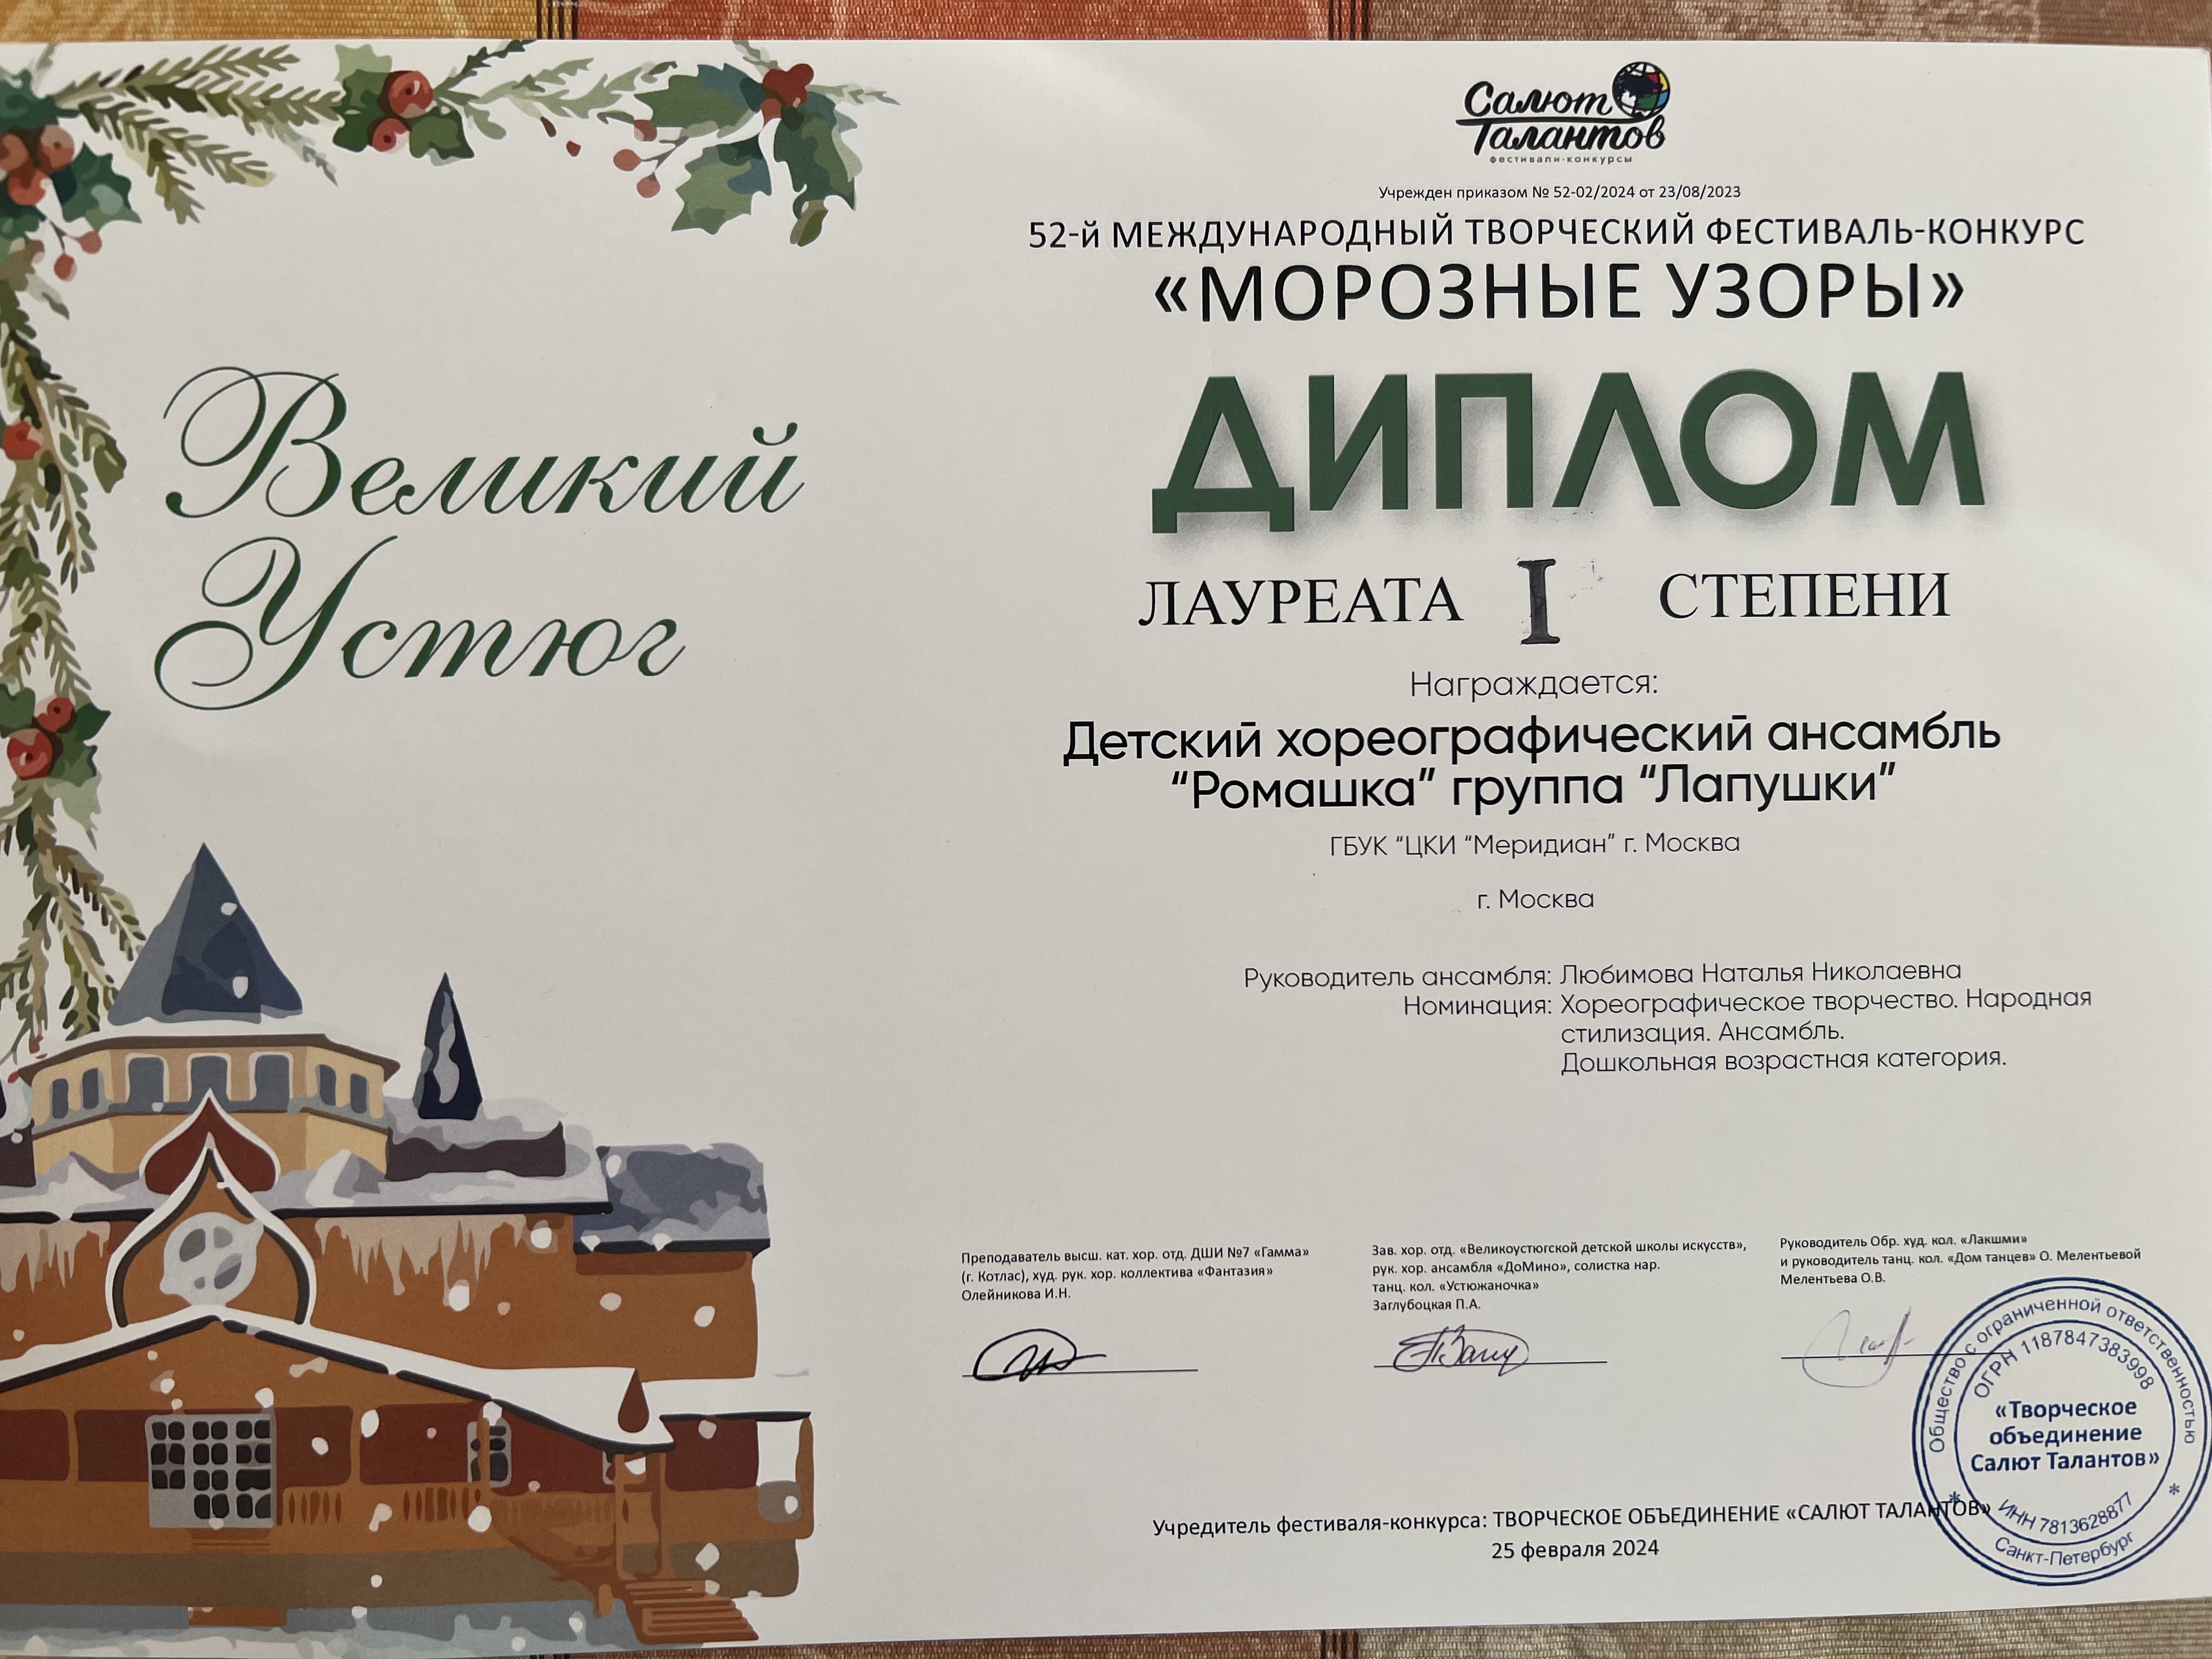 Великий
Устюг
Салют
Талантов
фестивали-конкурсы
Учрежден приказом № 52-02/2024 от 23/08/2023
52-й МЕЖДУНАРОДНЫЙ ТВОРЧЕСКИЙ ФЕСТИВАЛЬ-КОНКУРС
«МОРОЗНЫЕ УЗОРЫ»
ДИПЛОМ
ЛАУРЕАТА I СТЕПЕНИ
Награждается:
Детский хореографический ансамбль
“Ромашка” группа “Лапушки”
ГБУК “ЦКИ “Меридиан” г. Москва
г. Москва
Руководитель ансамбля: Любимова Наталья Николаевна
Номинация: Хореографическое творчество. Народная
стилизация. Ансамбль.
Дошкольная возрастная категория.
Преподаватель высш. кат. хор. отд. ДШИ №7 «Гамма»
(г. Котлас), худ. рук. хор. коллектива «Фантазия»
Олейникова И.Н.
Зав. хор. отд. «Великоустюгской детской школы искусств»,
рук. хор. ансамбля «ДоМино», солистка нар.
танц. кол. «Устюжаночка»
Заглубоцкая П.А.
Руководитель Обр. худ. кол. «Лакшми»
и руководитель танц. кол. «Дом танцев» О. Мелентьевой
Мелентьева О.В.
Общество с ограниченной ответственностью
ОГРН 1187847383998
«Творческое
объединение
Салют Талантов»
ИНН 7813628877
Санкт-Петербург
Учредитель фестиваля-конкурса: ТВОРЧЕСКОЕ ОБЪЕДИНЕНИЕ «САЛЮТ ТАЛАНТОВ»
25 февраля 2024